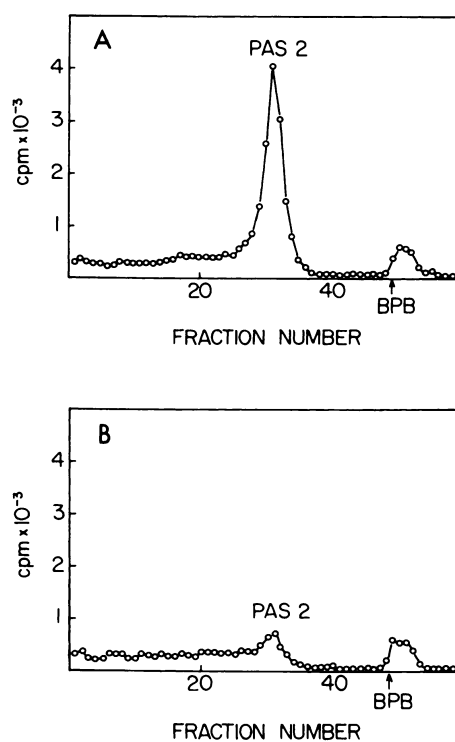 A
PAS 2
cpm x 10⁻³
4
3
2
1
20
40
BPB
FRACTION NUMBER
B
PAS 2
cpm x 10⁻³
4
3
2
1
20
40
BPB
FRACTION NUMBER